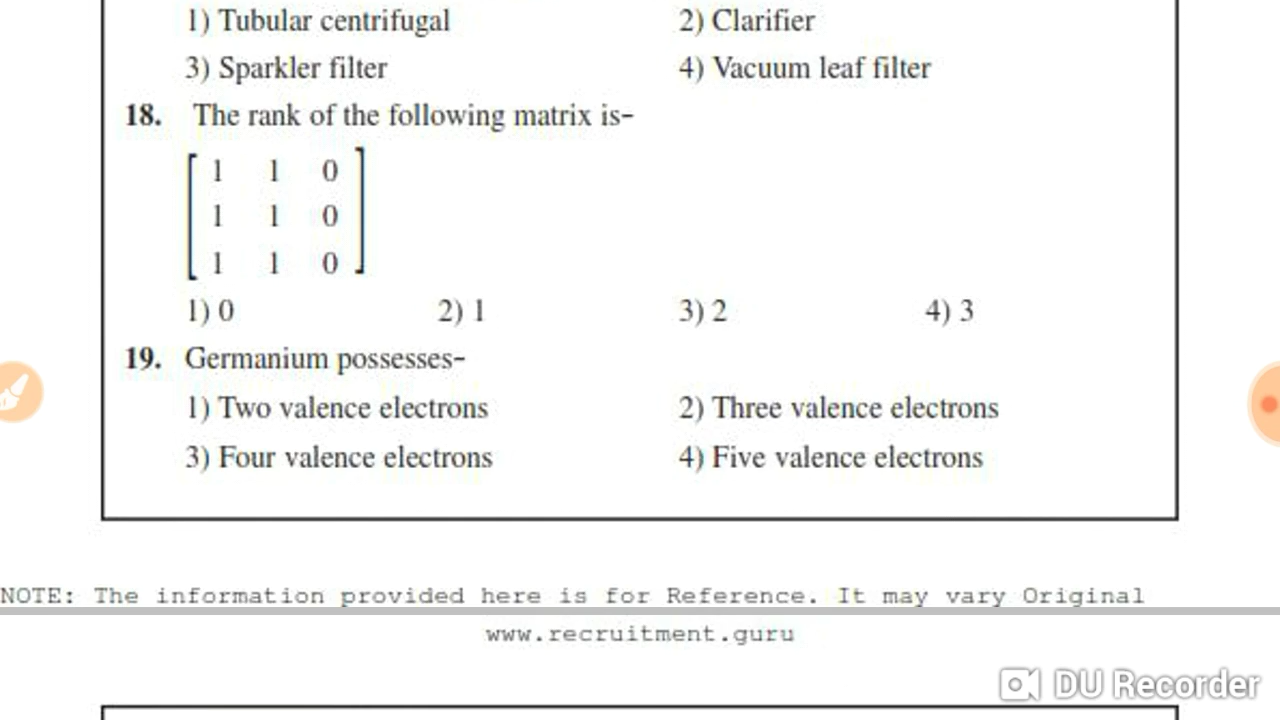 1) Tubular centrifugal 2) Clarifier
3) Sparkler filter 4) Vacuum leaf filter
18. The rank of the following matrix is-
1 1 0
1 1 0
1 1 0
1) 0 2) 1 3) 2 4) 3
19. Germanium possesses-
1) Two valence electrons 2) Three valence electrons
3) Four valence electrons 4) Five valence electrons
NOTE: The information provided here is for Reference. It may vary Original
www.recruitment.guru
DU Recorder